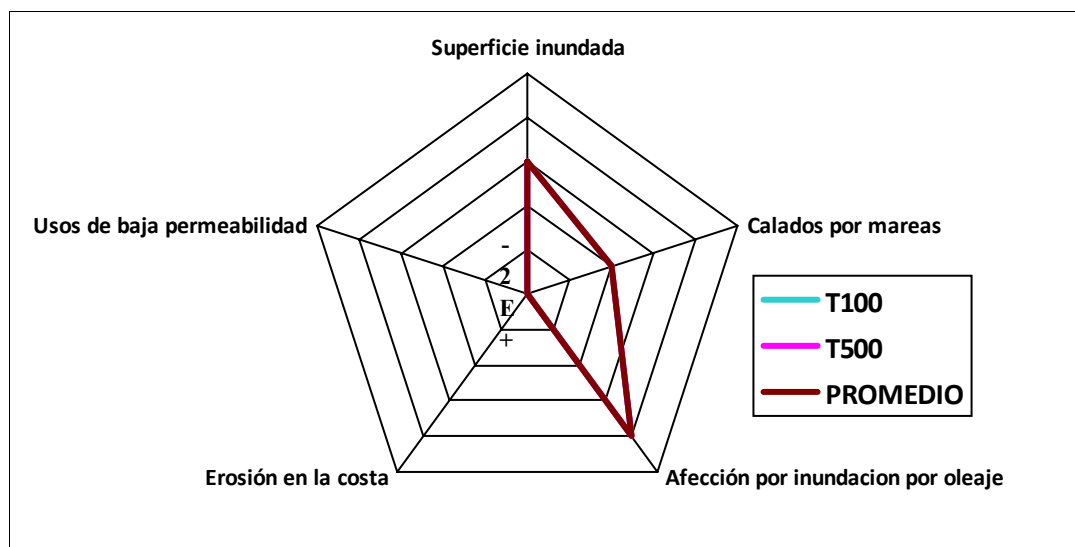 Superficie inundada
Usos de baja permeabilidad
Calados por mareas
-
2
E
+
T100
T500
PROMEDIO
Erosión en la costa
Afección por inundacion por oleaje